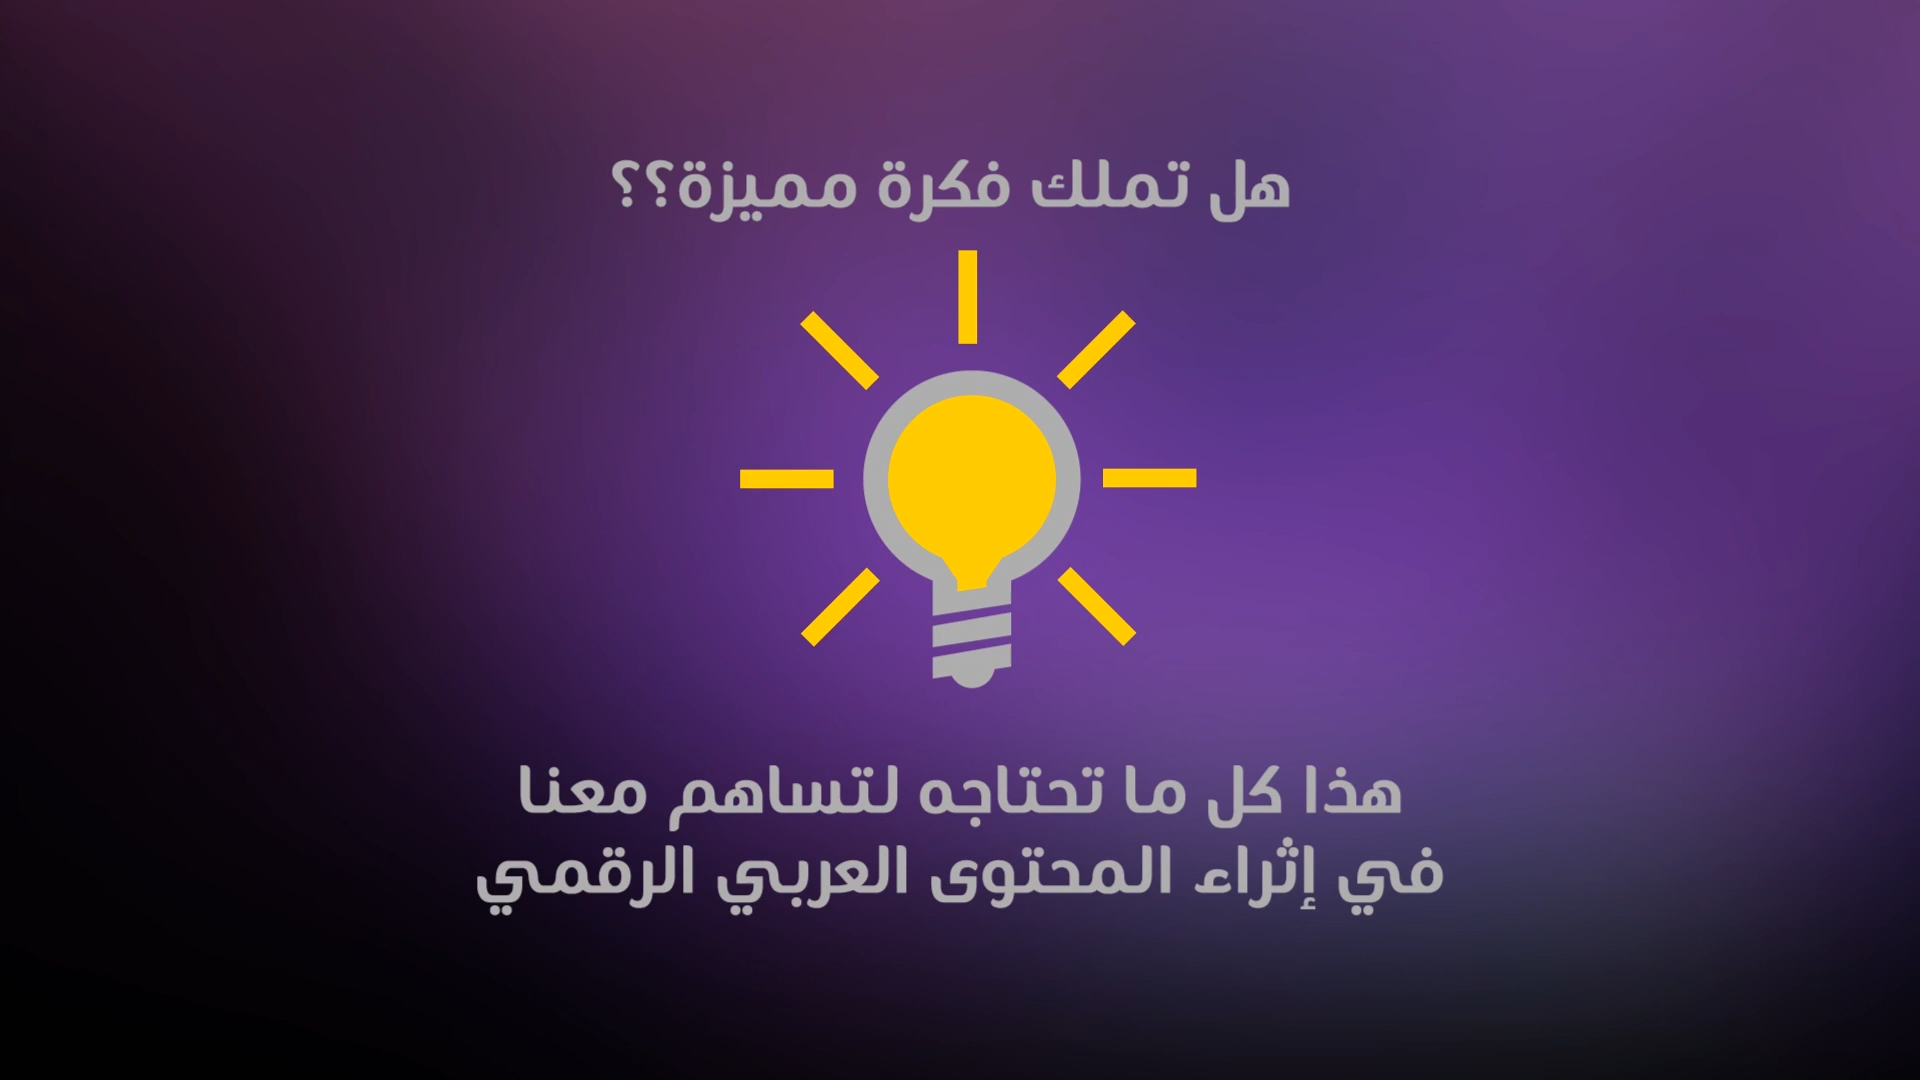 هل تملك فكرة مميزة؟؟
هذا كل ما تحتاجه لتساهم معنا
في إثراء المحتوى العربي الرقمي